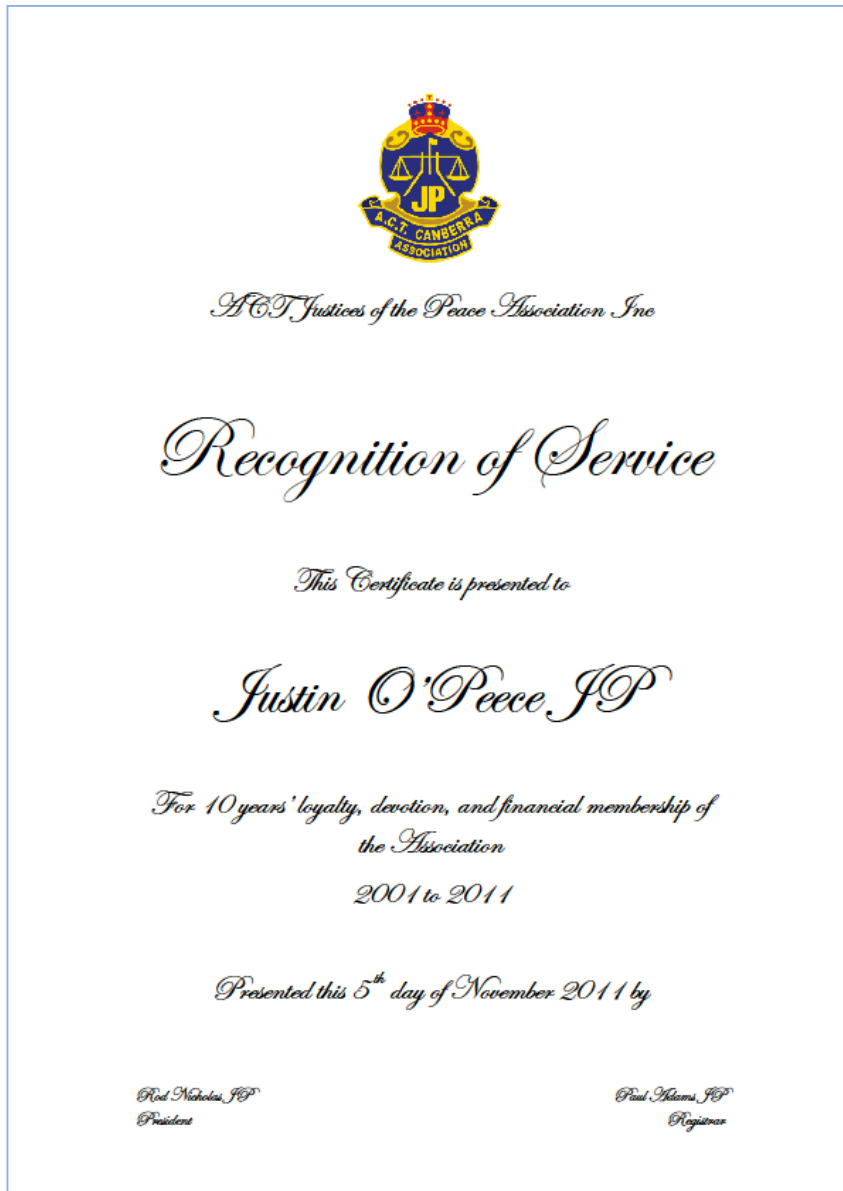 JP
A.C.T. CANBERRA
ASSOCIATION
ACT Justices of the Peace Association Inc
Recognition of Service
This Certificate is presented to
Justin O'Peece JP
For 10 years' loyalty, devotion, and financial membership of
the Association
2001 to 2011
Presented this 5th day of November 2011 by
Rod Nicholas JP
President
Paul Adams JP
Registrar